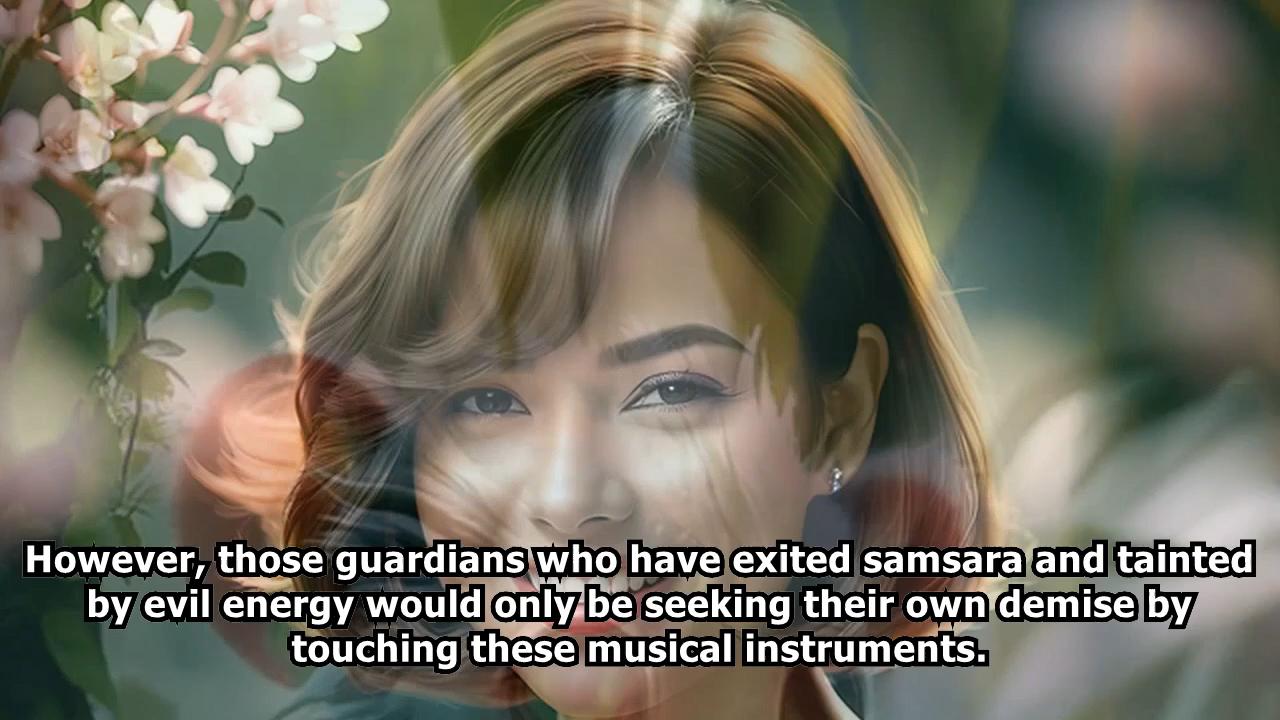 However, those guardians who have exited samsara and tainted
by evil energy would only be seeking their own demise by
touching these musical instruments.